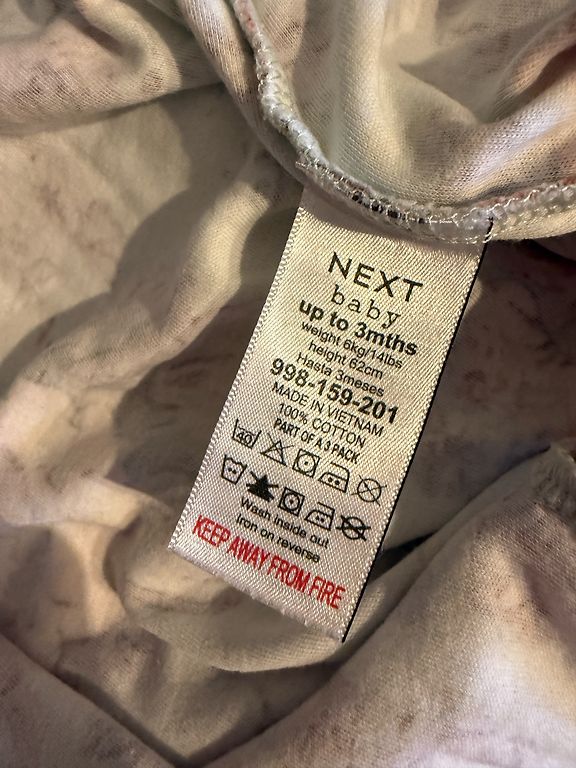 NEXT
baby
up to 3mths
weight 6kg/14lbs
height 62cm
Hasta 3meses
998-159-201
MADE IN VIETNAM
100% COTTON
PART OF A 3 PACK
40
Wash inside out
iron on reverse
KEEP AWAY FROM FIRE